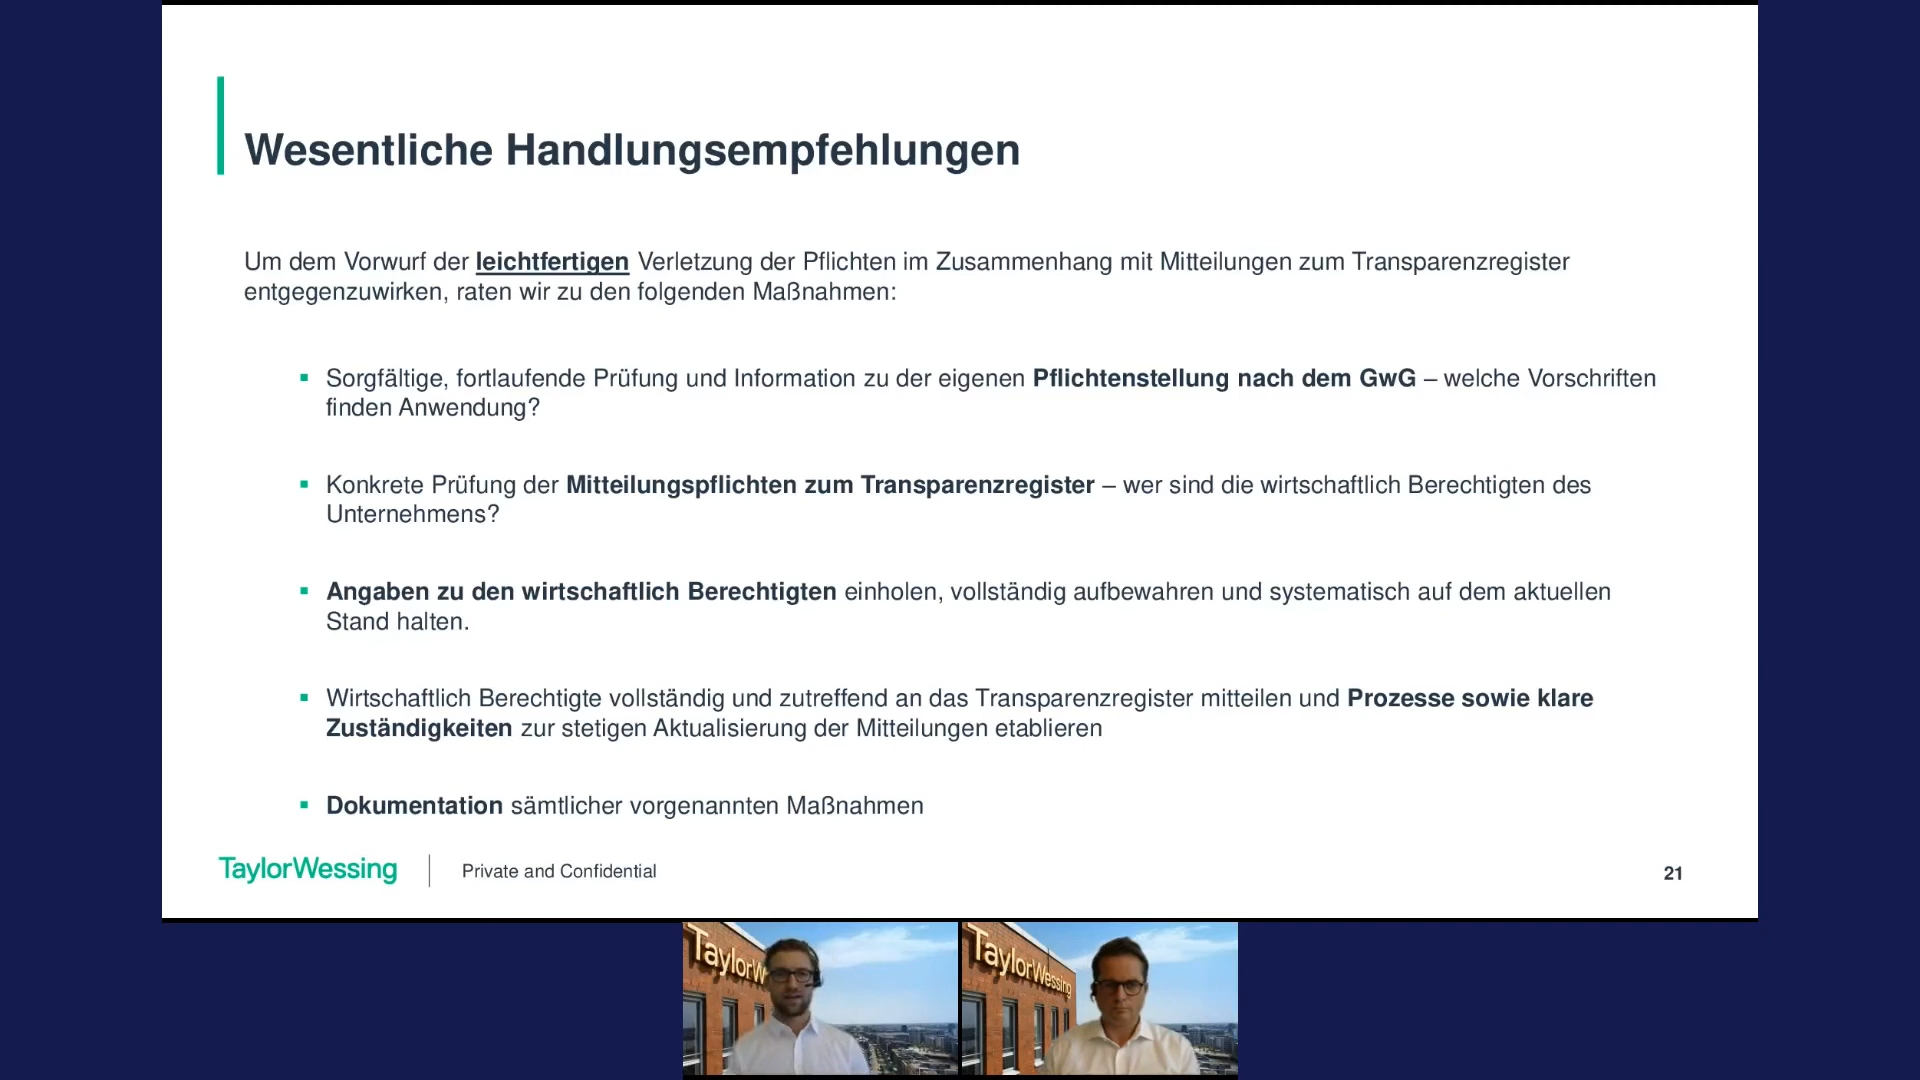 Wesentliche Handlungsempfehlungen
Um dem Vorwurf der leichtfertigen Verletzung der Pflichten im Zusammenhang mit Mitteilungen zum Transparenzregister
entgegenzuwirken, raten wir zu den folgenden Maßnahmen:
▪ Sorgfältige, fortlaufende Prüfung und Information zu der eigenen Pflichtenstellung nach dem GwG – welche Vorschriften
finden Anwendung?
▪ Konkrete Prüfung der Mitteilungspflichten zum Transparenzregister – wer sind die wirtschaftlich Berechtigten des
Unternehmens?
▪ Angaben zu den wirtschaftlich Berechtigten einholen, vollständig aufbewahren und systematisch auf dem aktuellen
Stand halten.
▪ Wirtschaftlich Berechtigte vollständig und zutreffend an das Transparenzregister mitteilen und Prozesse sowie klare
Zuständigkeiten zur stetigen Aktualisierung der Mitteilungen etablieren
▪ Dokumentation sämtlicher vorgenannten Maßnahmen
TaylorWessing
Private and Confidential
21
TaylorW
TaylorWessing